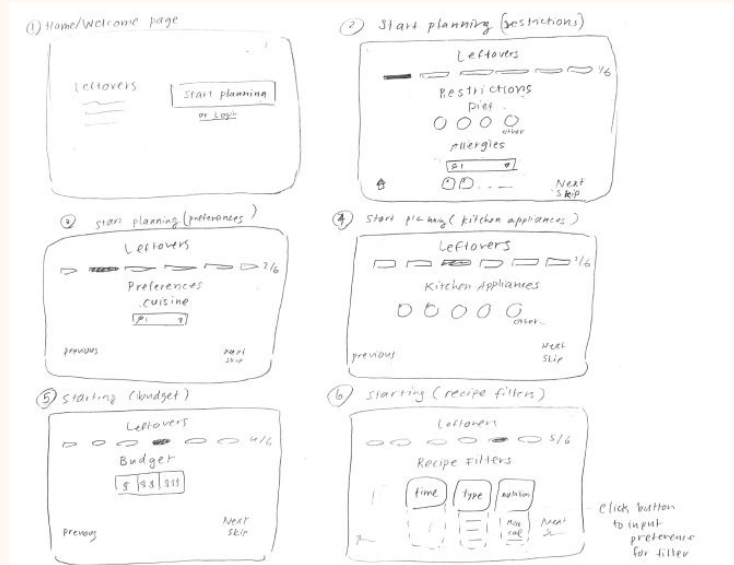 ① Home/Welcome page
Leftovers
Start planning
or Login
② Start planning (restrictions)
Leftovers
1/6
Restrictions
Diet
other
Allergies
Next
Skip
③ start planning (preferences)
Leftovers
2/6
Preferences
cuisine
previous
Next
Skip
④ Start planning (kitchen appliances)
Leftovers
3/6
Kitchen Appliances
other..
previous
Next
Skip
⑤ starting (budget)
Leftovers
4/6
Budget
$ $$ $$$
Previous
Next
Skip
⑥ starting (recipe filters)
Leftovers
5/6
Recipe Filters
time type nutrition
Max
cal
Next
click button
to input
preference
for filter